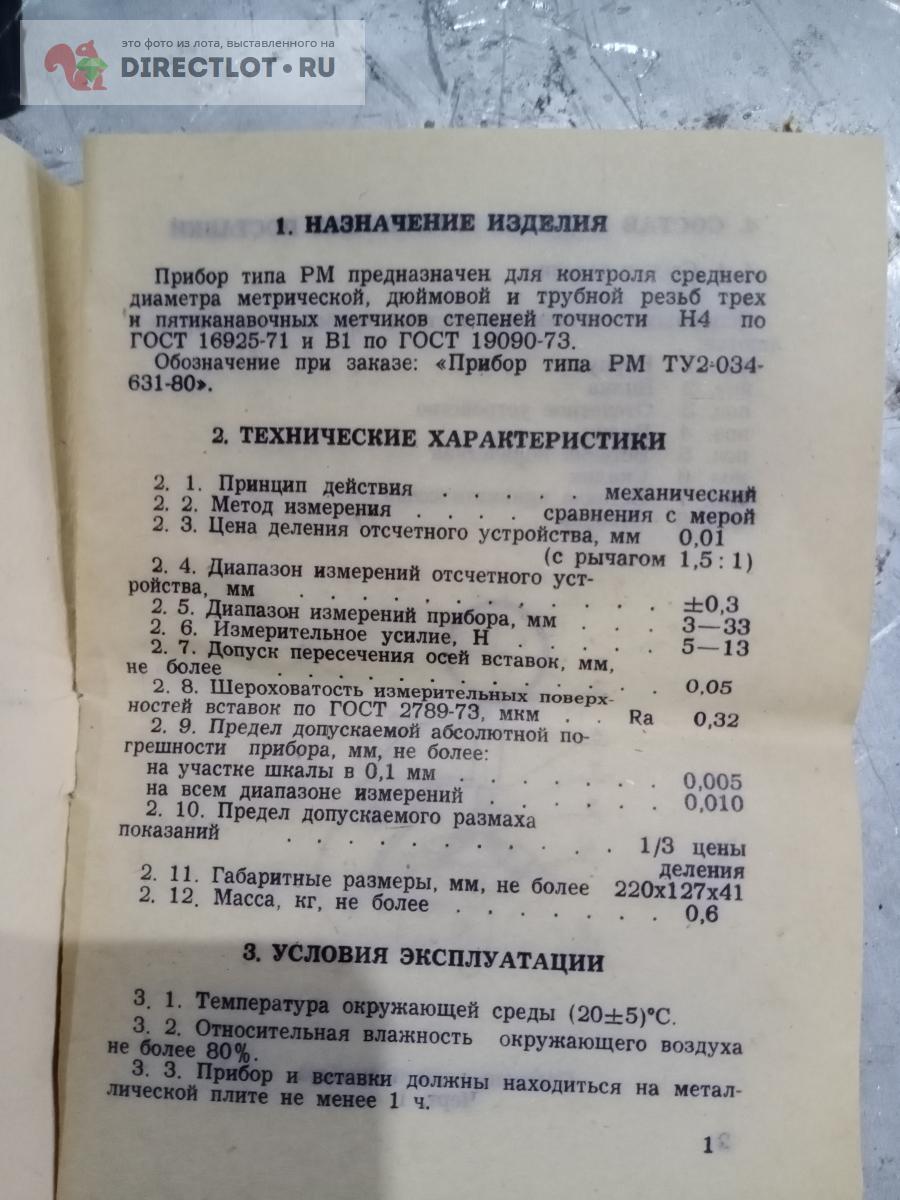 это фото из лота, выставленного на
DIRECTLOT•RU
1. НАЗНАЧЕНИЕ ИЗДЕЛИЯ
Прибор типа РМ предназначен для контроля среднего
диаметра метрической, дюймовой и трубной резьб трех
и пятиканавочных метчиков степеней точности Н4 по
ГОСТ 16925-71 и В1 по ГОСТ 19090-73.
Обозначение при заказе: «Прибор типа РМ ТУ2-034-
631-80».
2. ТЕХНИЧЕСКИЕ ХАРАКТЕРИСТИКИ
2. 1. Принцип действия . . . . . механический
2. 2. Метод измерения . . . . сравнения с мерой
2. 3. Цена деления отсчетного устройства, мм 0,01
(с рычагом 1,5 : 1)
2. 4. Диапазон измерений отсчетного уст-
ройства, мм . . . . . . . . . . . . . ±0,3
2. 5. Диапазон измерений прибора, мм . . . 3—33
2. 6. Измерительное усилие, Н . . . . . . 5—13
2. 7. Допуск пересечения осей вставок, мм,
не более . . . . . . . . . . . . . 0,05
2. 8. Шероховатость измерительных поверх-
ностей вставок по ГОСТ 2789-73, мкм . . Ra 0,32
2. 9. Предел допускаемой абсолютной по-
грешности прибора, мм, не более:
на участке шкалы в 0,1 мм . . . . . . . 0,005
на всем диапазоне измерений . . . . . . 0,010
2. 10. Предел допускаемого размаха
показаний . . . . . . . . . . . 1/3 цены
деления
2. 11. Габаритные размеры, мм, не более 220х127х41
2. 12. Масса, кг, не более . . . . . . . 0,6
3. УСЛОВИЯ ЭКСПЛУАТАЦИИ
3. 1. Температура окружающей среды (20±5)°С.
3. 2. Относительная влажность окружающего воздуха
не более 80%.
3. 3. Прибор и вставки должны находиться на метал-
лической плите не менее 1 ч.
1